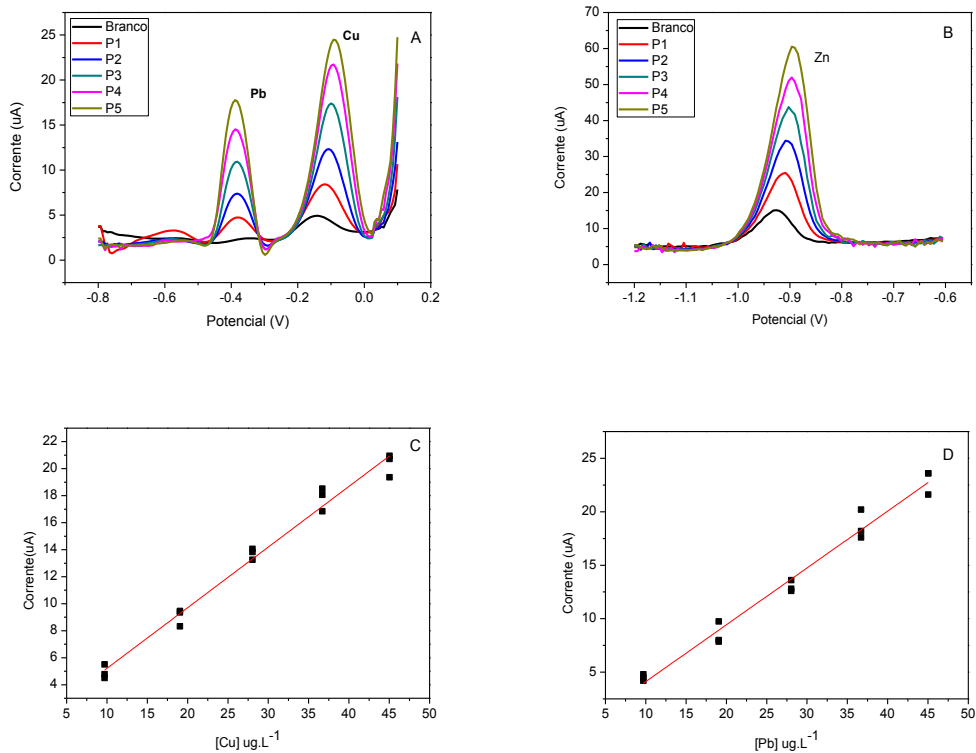 A
Branco
P1
P2
P3
P4
P5
Pb
Cu
Corrente (uA)
25
20
15
10
5
0
-0.8 -0.6 -0.4 -0.2 0.0 0.2
Potencial (V)
B
Branco
P1
P2
P3
P4
P5
Zn
Corrente (uA)
70
60
50
40
30
20
10
0
-1.2 -1.1 -1.0 -0.9 -0.8 -0.7 -0.6
Potencial (V)
C
Corrente(uA)
22
20
18
16
14
12
10
8
6
4
5 10 15 20 25 30 35 40 45 50
[Cu] ug.L⁻¹
D
Corrente (uA)
25
20
15
10
5
5 10 15 20 25 30 35 40 45 50
[Pb] ug.L⁻¹